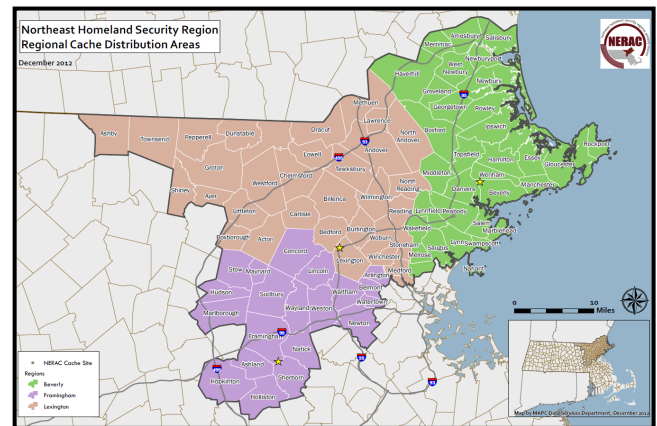 Northeast Homeland Security Region
Regional Cache Distribution Areas
December 2012
NERAC
Amesbury
Salisbury
Merrimac
Newburyport
West
Newbury
Newbury
Haverhill
Groveland
Georgetown
Rowley
Methuen
Lawrence
Ipswich
Boxford
North
Andover
Andover
Rockport
Essex
Gloucester
Hamilton
Topsfield
Wenham
Manchester
Middleton
Danvers
Beverly
Ashby
Townsend
Pepperell
Dunstable
Dracut
Lowell
Tewksbury
Groton
Chelmsford
Westford
Shirley
Ayer
North
Reading
Billerica
Wilmington
Littleton
Carlisle
Reading
Lynnfield
Peabody
Salem
Marblehead
Swampscott
Lynn
Nahant
Saugus
Wakefield
Melrose
Stoneham
Burlington
Woburn
Bedford
Boxborough
Acton
Concord
Lexington
Winchester
Medford
Arlington
Stow
Maynard
Lincoln
Belmont
Waltham
Watertown
Hudson
Sudbury
Wayland
Weston
Marlborough
Newton
Framingham
Natick
Ashland
Sherborn
Hopkinton
Holliston
0
10
Miles
NERAC Cache Site
Regions
Beverly
Framingham
Lexington
Map by MAPC Data Services Department, December 2012